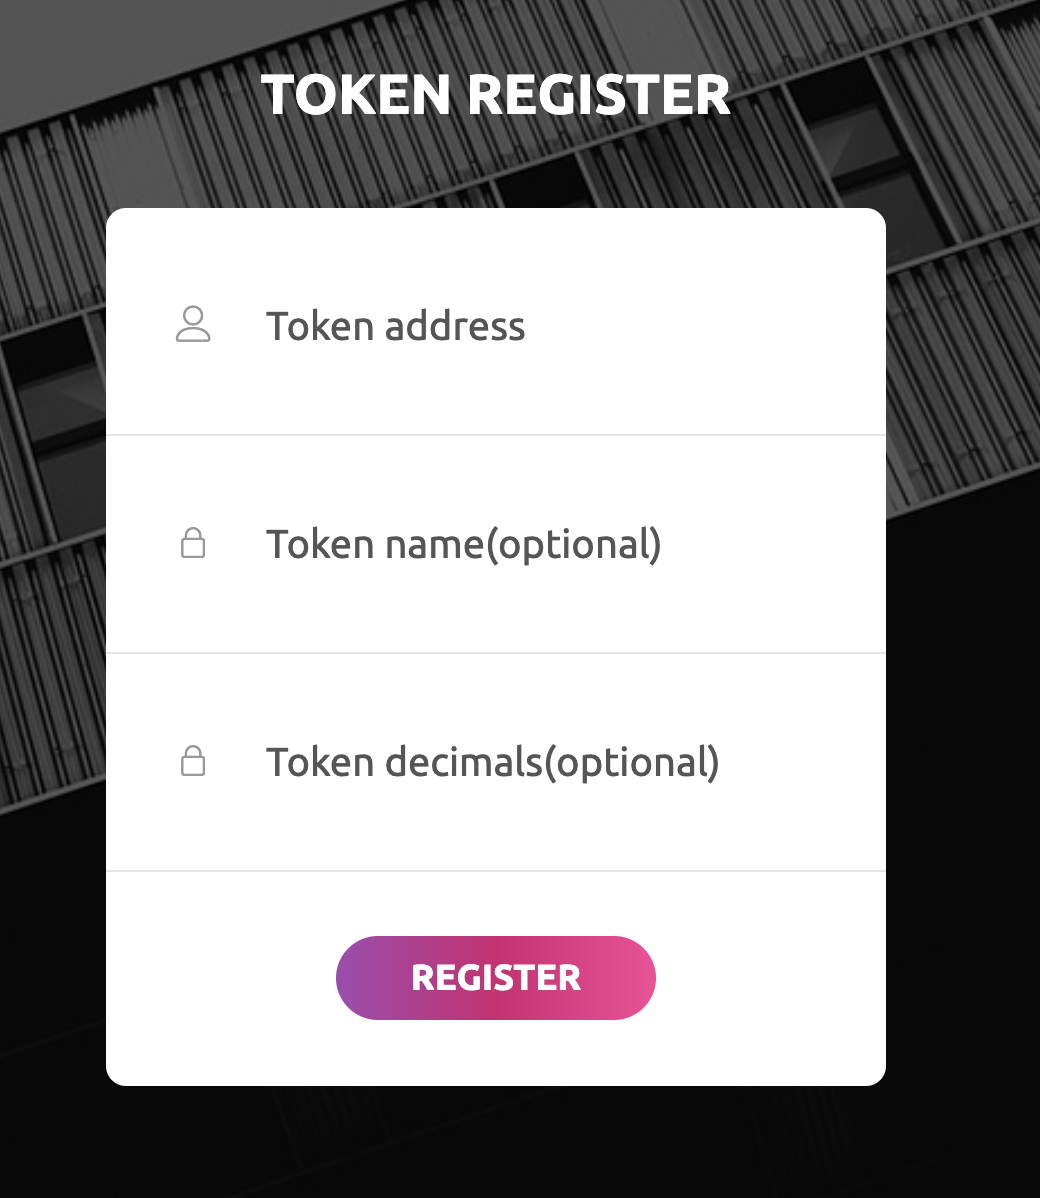 TOKEN REGISTER
Token address
Token name(optional)
Token decimals(optional)
REGISTER